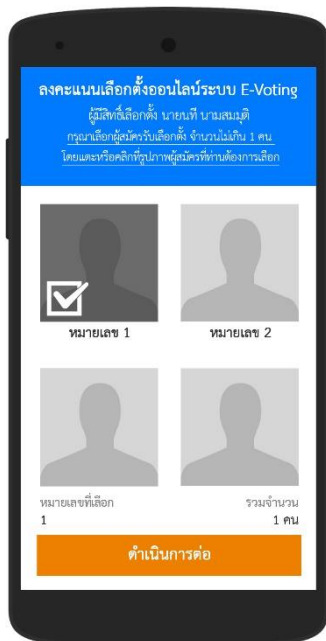 ลงคะแนนเลือกตั้งออนไลน์ระบบ E-Voting
ผู้มีสิทธิ์เลือกตั้ง นายนที นามสมมุติ
กรุณาเลือกผู้สมัครรับเลือกตั้ง จำนวนไม่เกิน 1 คน
โดยแตะหรือคลิกที่รูปภาพผู้สมัครที่ท่านต้องการเลือก
หมายเลข 1
หมายเลข 2
หมายเลขที่เลือก
รวมจำนวน
1
1 คน
ดำเนินการต่อ